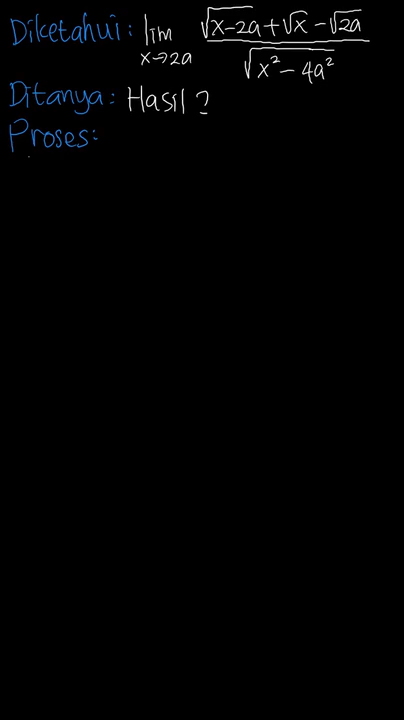 Diketahui: lim x→2a (√(x-2a) + √x - √(2a)) / √(x² - 4a²)
Ditanya: Hasil ?
Proses: